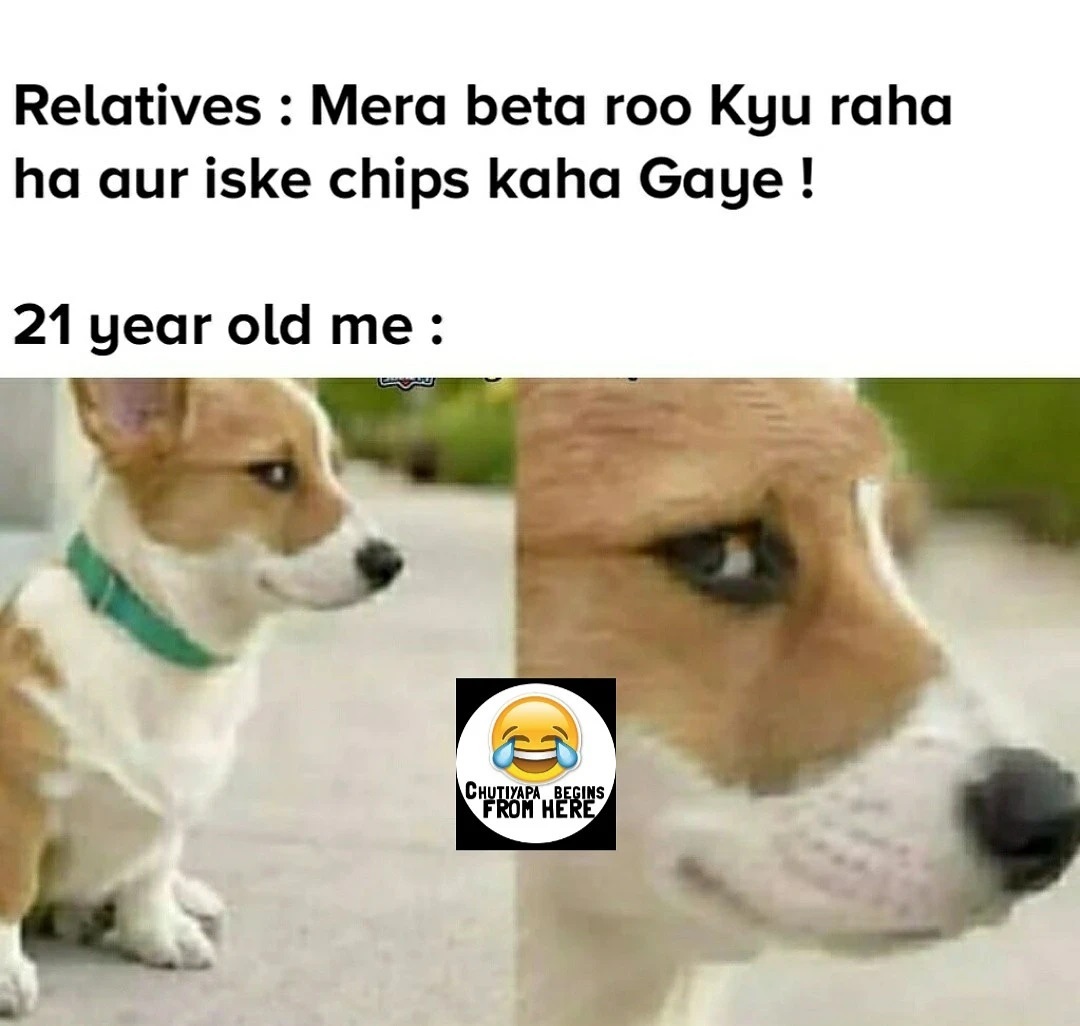 Relatives : Mera beta roo Kyu raha
ha aur iske chips kaha Gaye !
21 year old me :
CHUTIYAPA BEGINS
FROM HERE